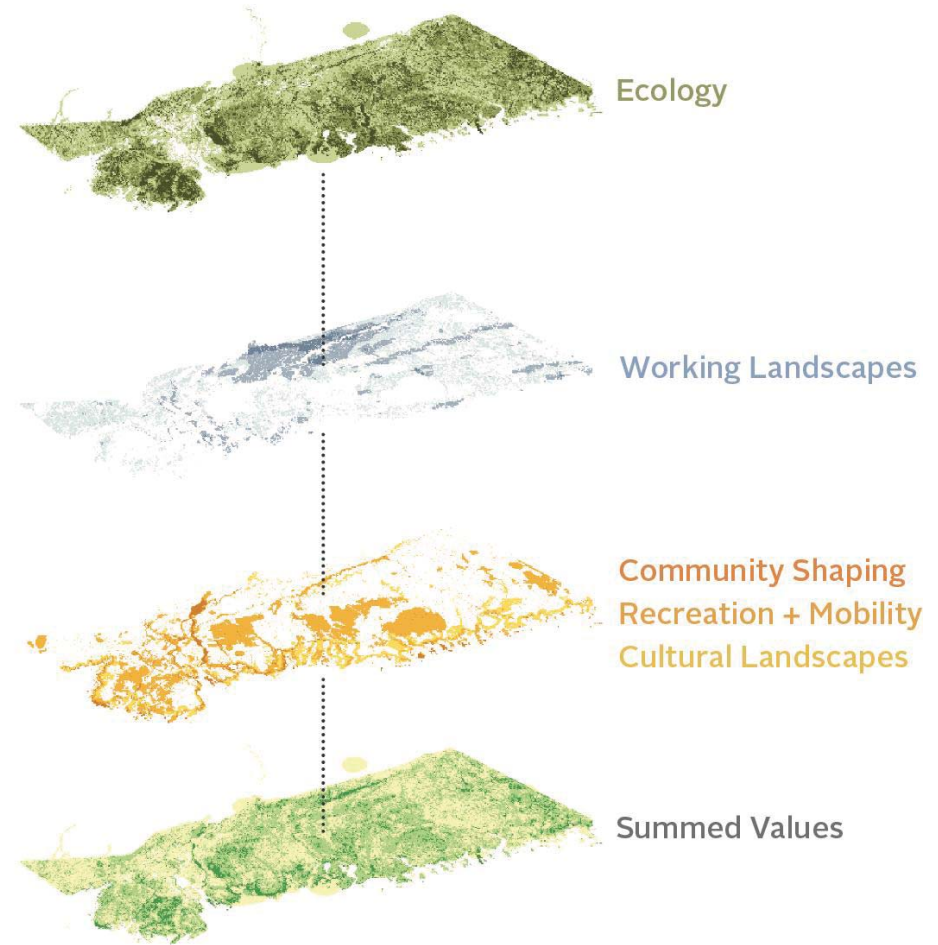 Ecology
Working Landscapes
Community Shaping
Recreation + Mobility
Cultural Landscapes
Summed Values